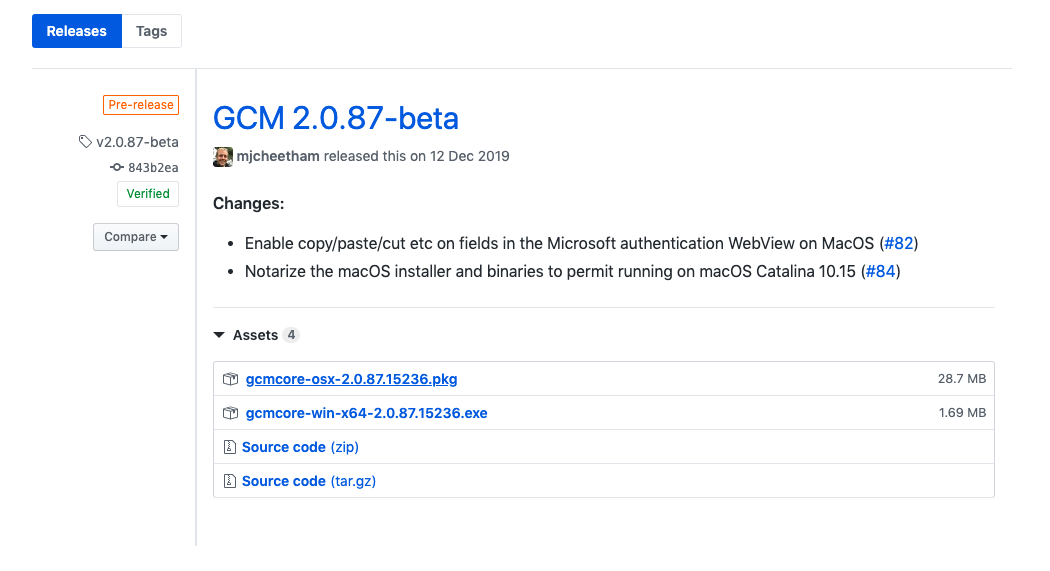 Releases Tags
Pre-release
v2.0.87-beta
843b2ea
Verified
Compare
GCM 2.0.87-beta
mjcheetham released this on 12 Dec 2019
Changes:
• Enable copy/paste/cut etc on fields in the Microsoft authentication WebView on MacOS (#82)
• Notarize the macOS installer and binaries to permit running on macOS Catalina 10.15 (#84)
Assets 4
gcmcore-osx-2.0.87.15236.pkg 28.7 MB
gcmcore-win-x64-2.0.87.15236.exe 1.69 MB
Source code (zip)
Source code (tar.gz)